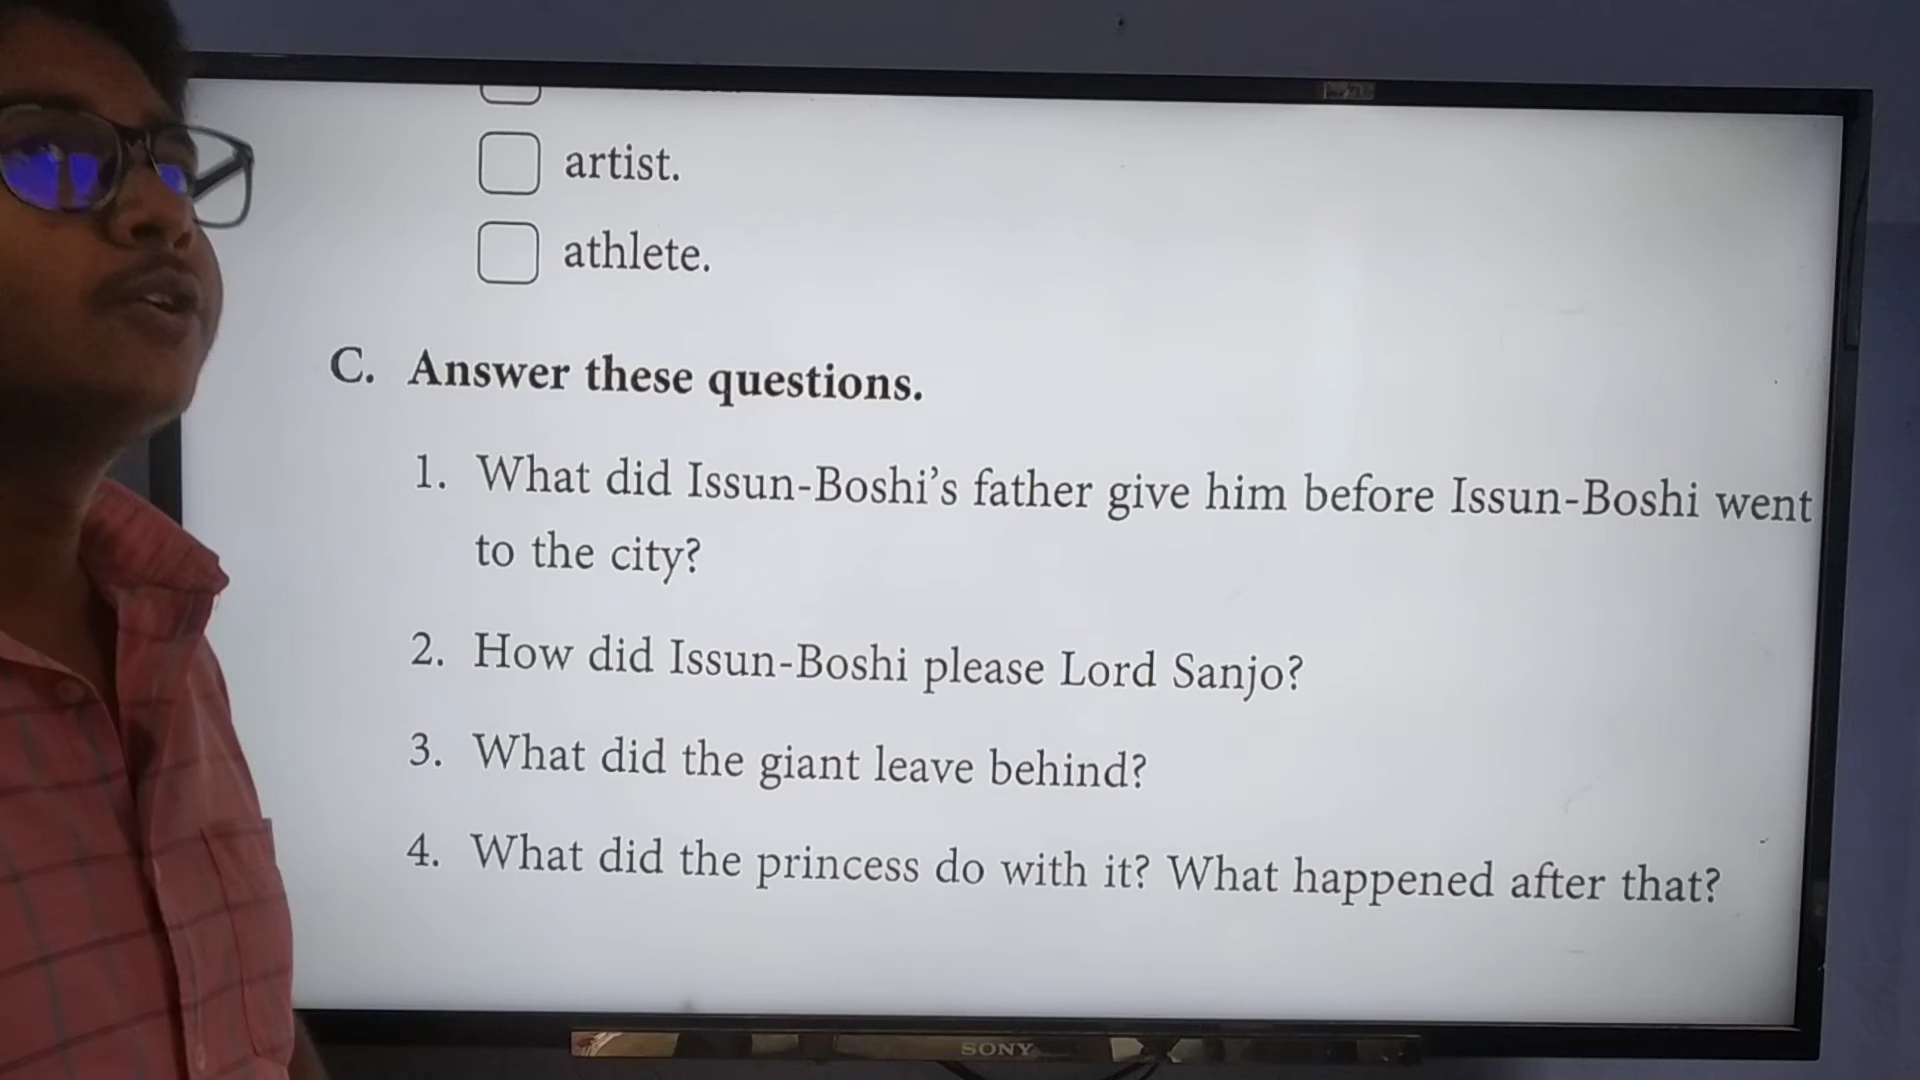 artist.
athlete.
C. Answer these questions.
1. What did Issun-Boshi's father give him before Issun-Boshi went
to the city?
2. How did Issun-Boshi please Lord Sanjo?
3. What did the giant leave behind?
4. What did the princess do with it? What happened after that?
SONY